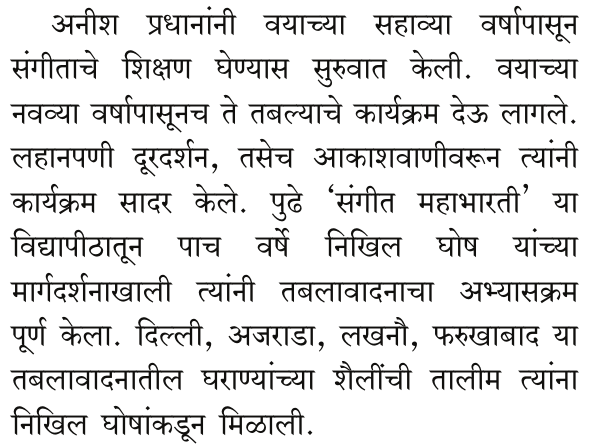 अनीश प्रधानांनी वयाच्या सहाव्या वर्षापासून
संगीताचे शिक्षण घेण्यास सुरुवात केली. वयाच्या
नवव्या वर्षापासूनच ते तबल्याचे कार्यक्रम देऊ लागले.
लहानपणी दूरदर्शन, तसेच आकाशवाणीवरून त्यांनी
कार्यक्रम सादर केले. पुढे ‘संगीत महाभारती’ या
विद्यापीठातून पाच वर्षे निखिल घोष यांच्या
मार्गदर्शनाखाली त्यांनी तबलावादनाचा अभ्यासक्रम
पूर्ण केला. दिल्ली, अजराडा, लखनौ, फरुखाबाद या
तबलावादनातील घराण्यांच्या शैलींची तालीम त्यांना
निखिल घोषांकडून मिळाली.